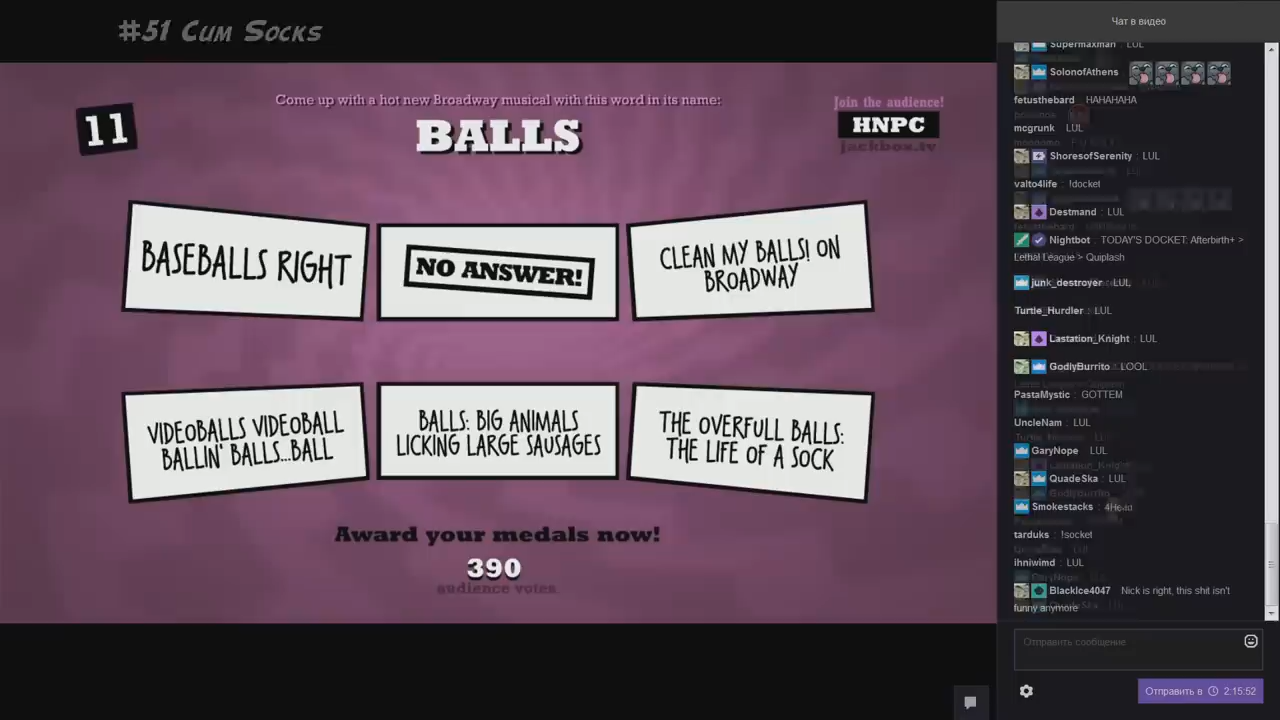 #51 Cum Socks
Чат в видео
11
Come up with a hot new Broadway musical with this word in its name:
BALLS
Join the audience!
HNPC
jackbox.tv
BASEBALLS RIGHT
NO ANSWER!
CLEAN MY BALLS! ON
BROADWAY
VIDEOBALLS VIDEOBALL
BALLIN' BALLS...BALL
BALLS: BIG ANIMALS
LICKING LARGE SAUSAGES
THE OVERFULL BALLS:
THE LIFE OF A SOCK
Award your medals now!
390
audience votes
Supermaxman : LUL
SolonofAthens :
fetusthebard : HAHAHAHA
mcgrunk : LUL
ShoresofSerenity : LUL
valto4life : !docket
Destmand : LUL
Nightbot : TODAY'S DOCKET: Afterbirth+ >
Lethal League > Quiplash
junk_destroyer : LUL
Turtle_Hurdler : LUL
Lastation_Knight : LUL
GodlyBurrito : LOOL
PastaMystic : GOTTEM
UncleNam : LUL
GaryNope : LUL
QuadeSka : LUL
Smokestacks : 4Head
tarduks : !socket
ihniwimd : LUL
BlackIce4047 : Nick is right, this shit isn't
funny anymore
Отправить сообщение
Отправить в 2:15:52